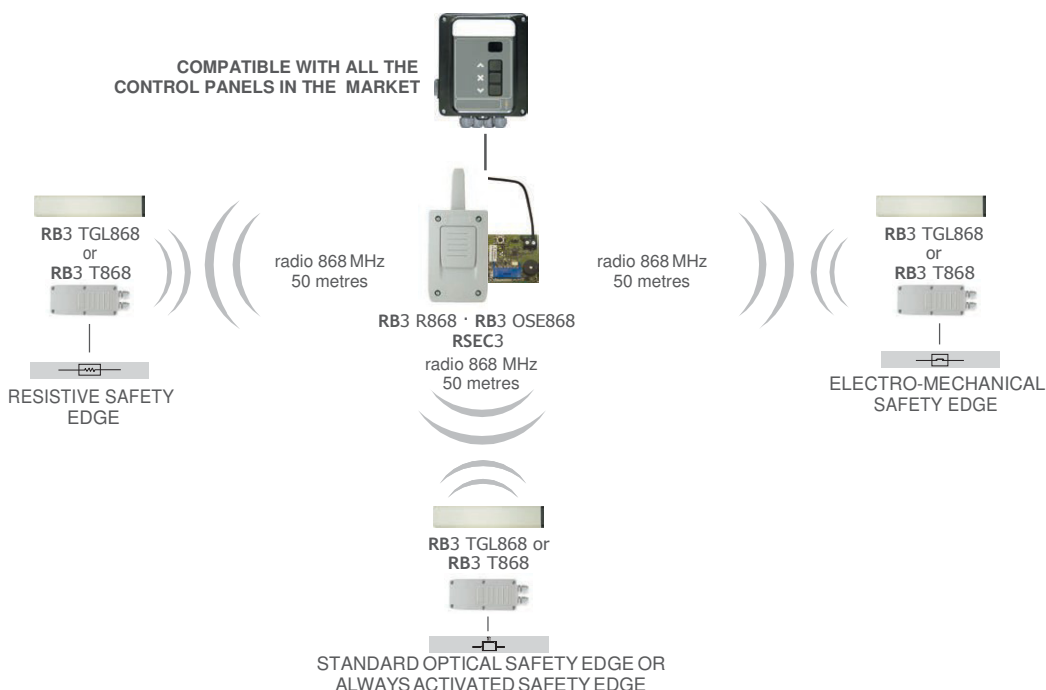 COMPATIBLE WITH ALL THE
CONTROL PANELS IN THE MARKET
RB3 TGL868
or
RB3 T868
RESISTIVE SAFETY
EDGE
radio 868 MHz
50 metres
RB3 R868 · RB3 OSE868
RSEC3
radio 868 MHz
50 metres
radio 868 MHz
50 metres
RB3 TGL868
or
RB3 T868
ELECTRO-MECHANICAL
SAFETY EDGE
RB3 TGL868 or
RB3 T868
STANDARD OPTICAL SAFETY EDGE OR
ALWAYS ACTIVATED SAFETY EDGE